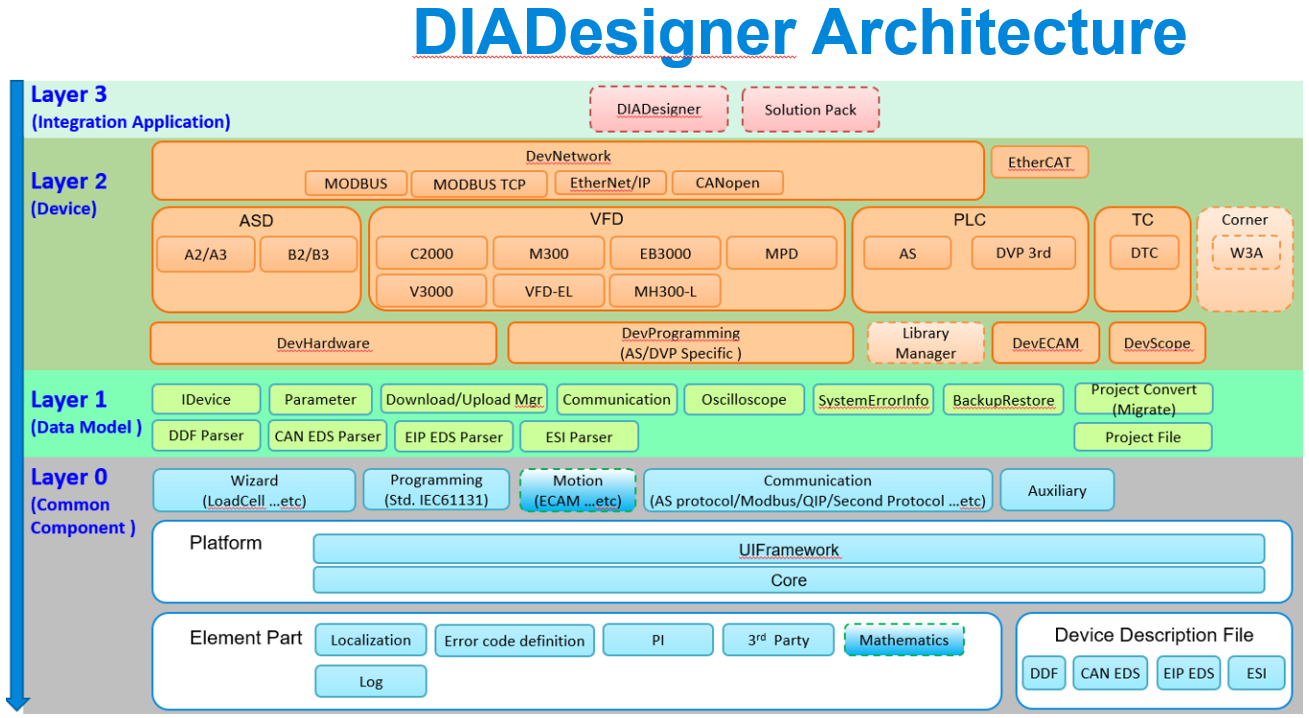 DIADesigner Architecture
Layer 3
(Integration Application)
DIADesigner
Solution Pack
Layer 2
(Device)
DevNetwork
MODBUS
MODBUS TCP
EtherNet/IP
CANopen
EtherCAT
ASD
A2/A3
B2/B3
VFD
C2000
M300
EB3000
MPD
V3000
VFD-EL
MH300-L
PLC
AS
DVP 3rd
TC
DTC
Corner
W3A
DevHardware
DevProgramming
(AS/DVP Specific )
Library
Manager
DevECAM
DevScope
Layer 1
(Data Model )
IDevice
Parameter
Download/Upload Mgr
Communication
Oscilloscope
SystemErrorInfo
BackupRestore
Project Convert
(Migrate)
DDF Parser
CAN EDS Parser
EIP EDS Parser
ESI Parser
Project File
Layer 0
(Common
Component )
Wizard
(LoadCell ...etc)
Programming
(Std. IEC61131)
Motion
(ECAM ...etc)
Communication
(AS protocol/Modbus/QIP/Second Protocol ...etc)
Auxiliary
Platform
UIFramework
Core
Element Part
Localization
Error code definition
PI
3rd Party
Mathematics
Log
Device Description File
DDF
CAN EDS
EIP EDS
ESI